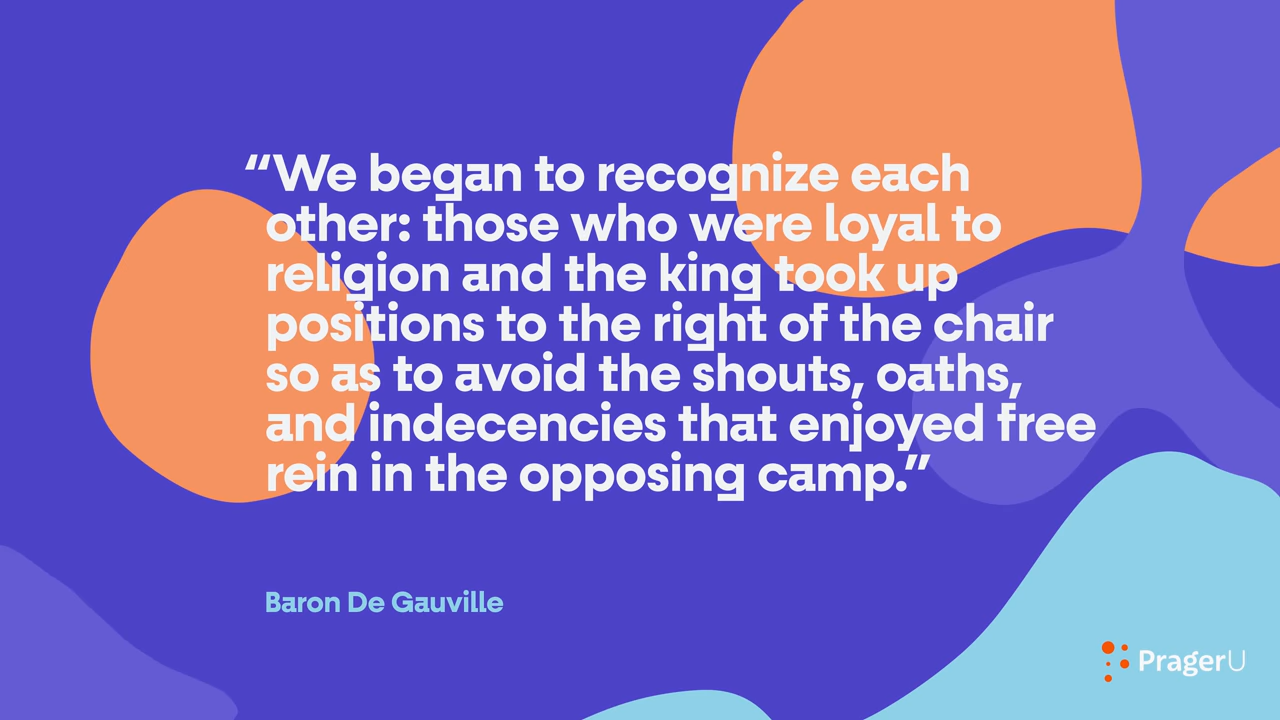 “We began to recognize each
other: those who were loyal to
religion and the king took up
positions to the right of the chair
so as to avoid the shouts, oaths,
and indecencies that enjoyed free
rein in the opposing camp.”
Baron De Gauville
PragerU